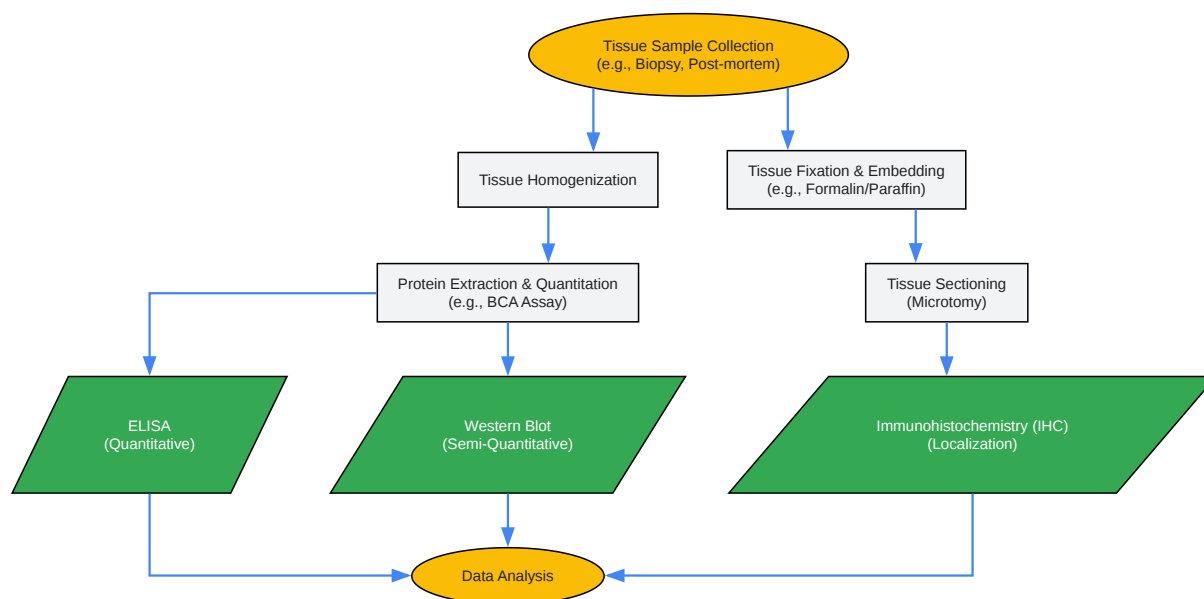 Tissue Sample Collection
(e.g., Biopsy, Post-mortem)
Tissue Homogenization
Tissue Fixation & Embedding
(e.g., Formalin/Paraffin)
Protein Extraction & Quantitation
(e.g., BCA Assay)
Tissue Sectioning
(Microtomy)
ELISA
(Quantitative)
Western Blot
(Semi-Quantitative)
Immunohistochemistry (IHC)
(Localization)
Data Analysis